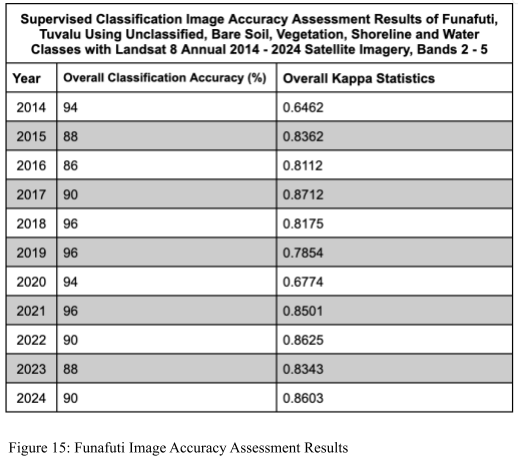 Supervised Classification Image Accuracy Assessment Results of Funafuti,
Tuvalu Using Unclassified, Bare Soil, Vegetation, Shoreline and Water
Classes with Landsat 8 Annual 2014 - 2024 Satellite Imagery, Bands 2 - 5
Year Overall Classification Accuracy (%) Overall Kappa Statistics
2014 94 0.6462
2015 88 0.8362
2016 86 0.8112
2017 90 0.8712
2018 96 0.8175
2019 96 0.7854
2020 94 0.6774
2021 96 0.8501
2022 90 0.8625
2023 88 0.8343
2024 90 0.8603
Figure 15: Funafuti Image Accuracy Assessment Results